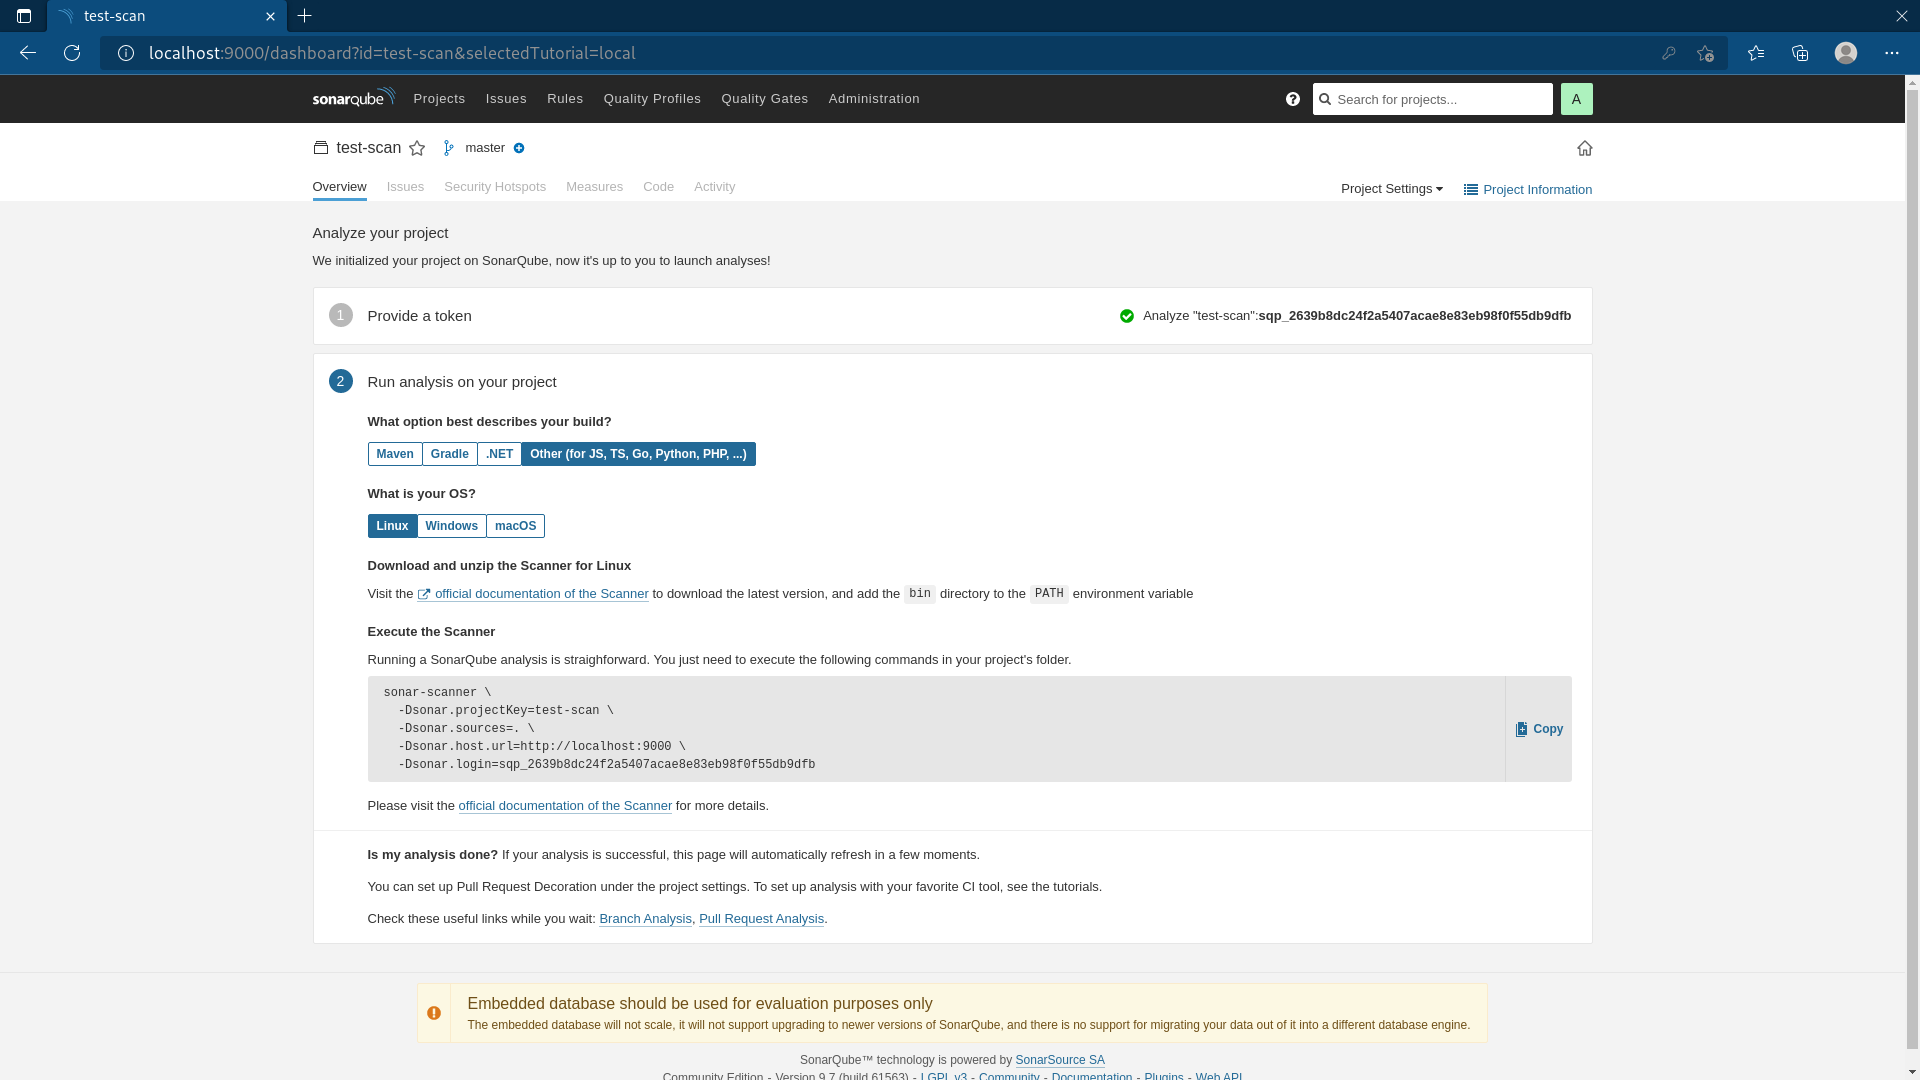 test-scan
localhost:9000/dashboard?id=test-scan&selectedTutorial=local
sonarqube Projects Issues Rules Quality Profiles Quality Gates Administration Search for projects... A
test-scan master
Overview Issues Security Hotspots Measures Code Activity Project Settings Project Information
Analyze your project
We initialized your project on SonarQube, now it's up to you to launch analyses!
1 Provide a token Analyze "test-scan":sqp_2639b8dc24f2a5407acae8e83eb98f0f55db9dfb
2 Run analysis on your project
What option best describes your build?
Maven Gradle .NET Other (for JS, TS, Go, Python, PHP, ...)
What is your OS?
Linux Windows macOS
Download and unzip the Scanner for Linux
Visit the official documentation of the Scanner to download the latest version, and add the bin directory to the PATH environment variable
Execute the Scanner
Running a SonarQube analysis is straighforward. You just need to execute the following commands in your project's folder.
sonar-scanner \
-Dsonar.projectKey=test-scan \
-Dsonar.sources=. \
-Dsonar.host.url=http://localhost:9000 \
-Dsonar.login=sqp_2639b8dc24f2a5407acae8e83eb98f0f55db9dfb
Copy
Please visit the official documentation of the Scanner for more details.
Is my analysis done? If your analysis is successful, this page will automatically refresh in a few moments.
You can set up Pull Request Decoration under the project settings. To set up analysis with your favorite CI tool, see the tutorials.
Check these useful links while you wait: Branch Analysis, Pull Request Analysis.
Embedded database should be used for evaluation purposes only
The embedded database will not scale, it will not support upgrading to newer versions of SonarQube, and there is no support for migrating your data out of it into a different database engine.
SonarQube™ technology is powered by SonarSource SA
Community Edition - Version 9.7 (build 61563) - LGPL v3 - Community - Documentation - Plugins - Web API